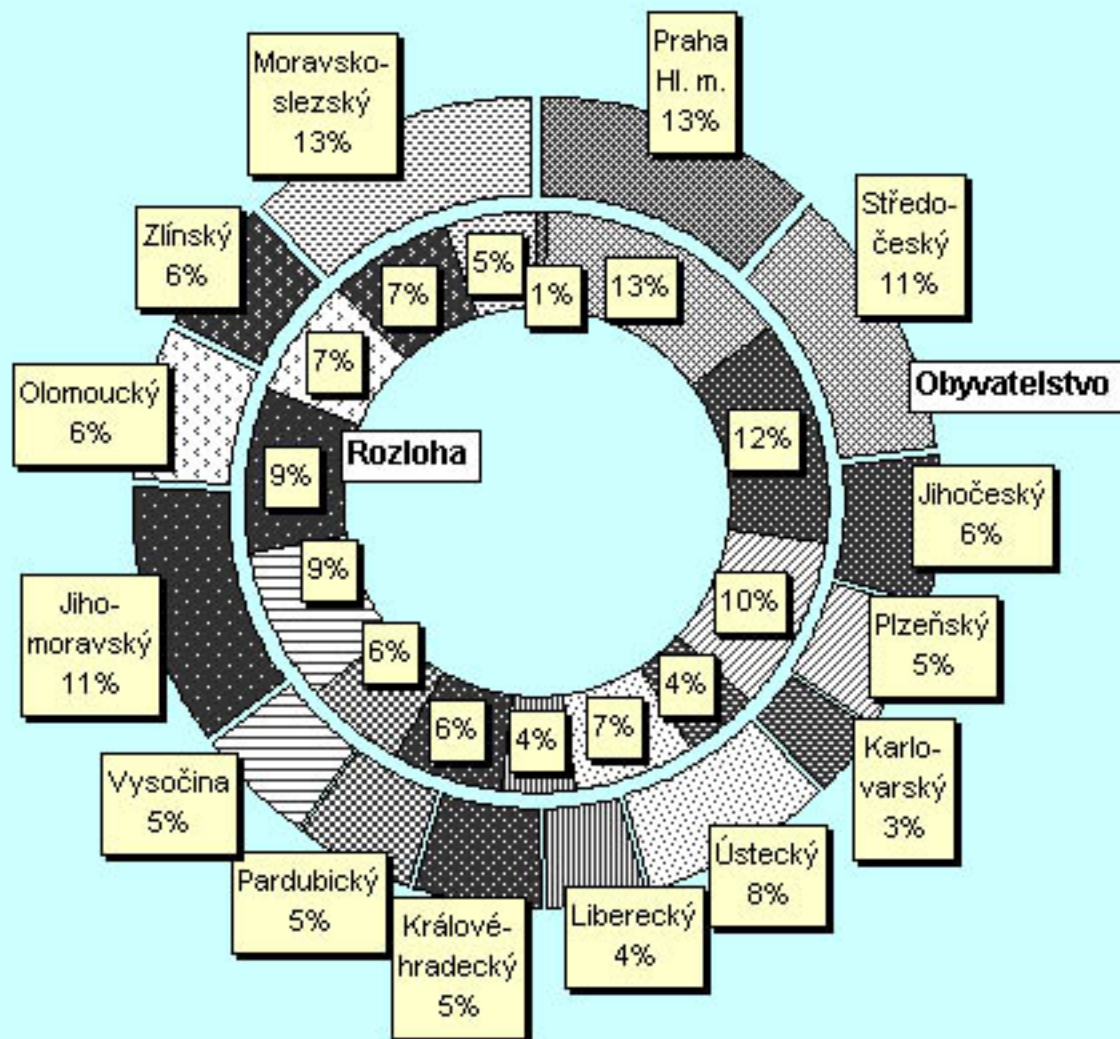 Praha
Hl. m.
13%
Středo-
český
11%
Obyvatelstvo
Jihočeský
6%
Plzeňský
5%
Karlo-
varský
3%
Ústecký
8%
Liberecký
4%
Králové-
hradecký
5%
Pardubický
5%
Vysočina
5%
Jiho-
moravský
11%
Olomoucký
6%
Zlínský
6%
Moravsko-
slezský
13%
Rozloha
1%
13%
12%
10%
4%
7%
4%
6%
6%
9%
9%
7%
7%
5%